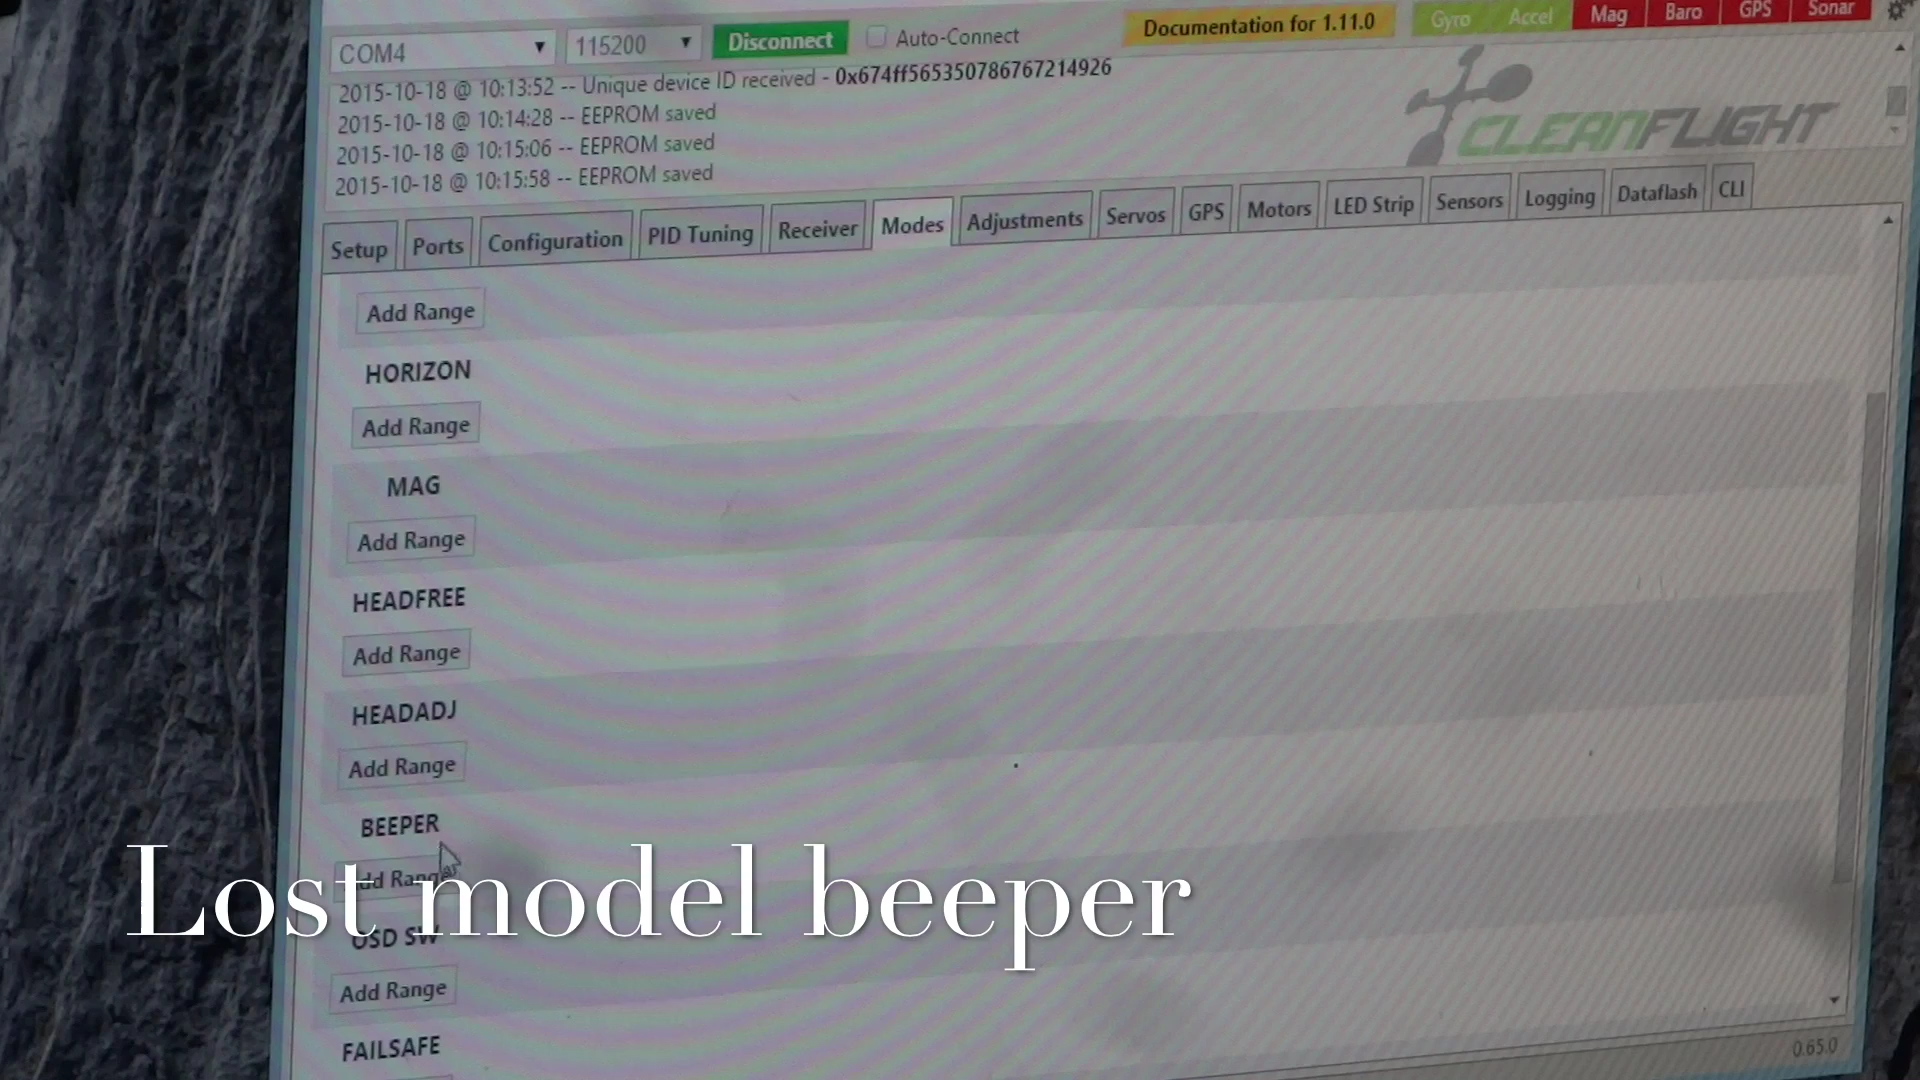 COM4 115200 Disconnect Auto-Connect Documentation for 1.11.0 Gyro Accel Mag Baro GPS Sonar
2015-10-18 @ 10:13:52 -- Unique device ID received - 0x674ff565350786767214926
2015-10-18 @ 10:14:28 -- EEPROM saved
2015-10-18 @ 10:15:06 -- EEPROM saved
2015-10-18 @ 10:15:58 -- EEPROM saved
CLEANFLIGHT
Setup Ports Configuration PID Tuning Receiver Modes Adjustments Servos GPS Motors LED Strip Sensors Logging Dataflash CLI
Add Range
HORIZON
Add Range
MAG
Add Range
HEADFREE
Add Range
HEADADJ
Add Range
BEEPER
Add Range
Lost model beeper
OSD SW
Add Range
FAILSAFE
0.65.0